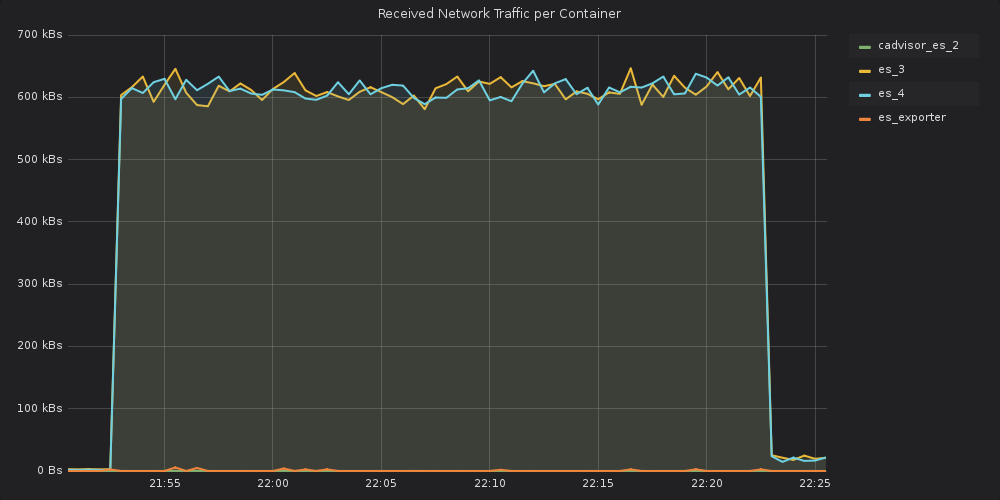 Received Network Traffic per Container
700 kBs
600 kBs
500 kBs
400 kBs
300 kBs
200 kBs
100 kBs
0 Bs
21:55 22:00 22:05 22:10 22:15 22:20 22:25
cadvisor_es_2
es_3
es_4
es_exporter